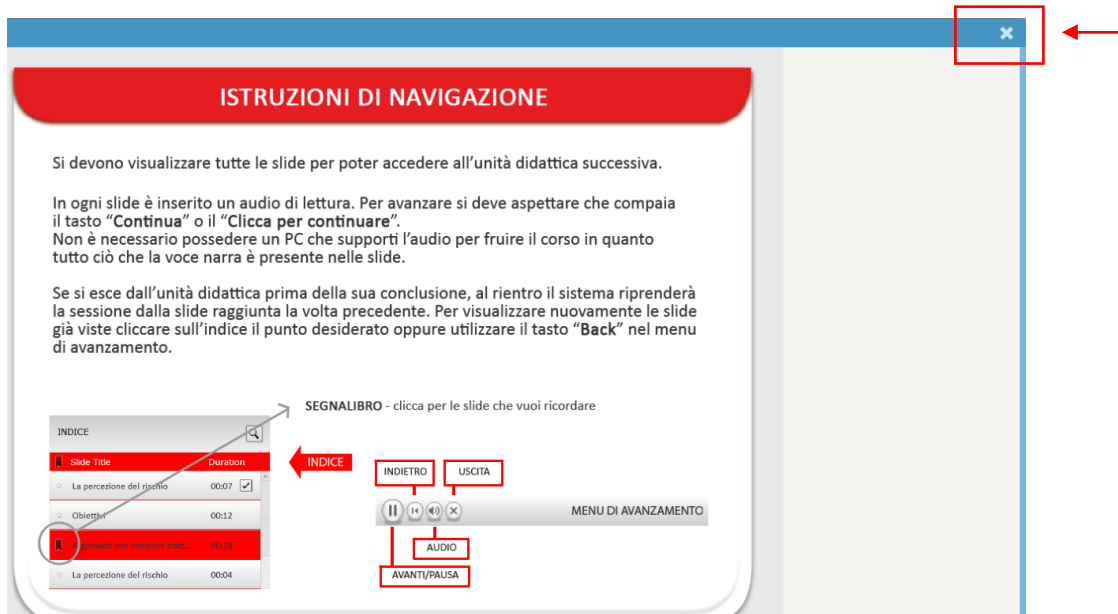 ISTRUZIONI DI NAVIGAZIONE
Si devono visualizzare tutte le slide per poter accedere all'unità didattica successiva.
In ogni slide è inserito un audio di lettura. Per avanzare si deve aspettare che compaia
il tasto “Continua” o il “Clicca per continuare”.
Non è necessario possedere un PC che supporti l'audio per fruire il corso in quanto
tutto ciò che la voce narra è presente nelle slide.
Se si esce dall'unità didattica prima della sua conclusione, al rientro il sistema riprenderà
la sessione dalla slide raggiunta la volta precedente. Per visualizzare nuovamente le slide
già viste cliccare sull'indice il punto desiderato oppure utilizzare il tasto “Back” nel menu
di avanzamento.
SEGNALIBRO - clicca per le slide che vuoi ricordare
INDICE
Slide Title Duration
La percezione del rischio 00:07
Obiettivi 00:12
Argomenti che verranno tratt... 00:18
La percezione del rischio 00:04
INDICE
INDIETRO USCITA
MENU DI AVANZAMENTO
AUDIO
AVANTI/PAUSA